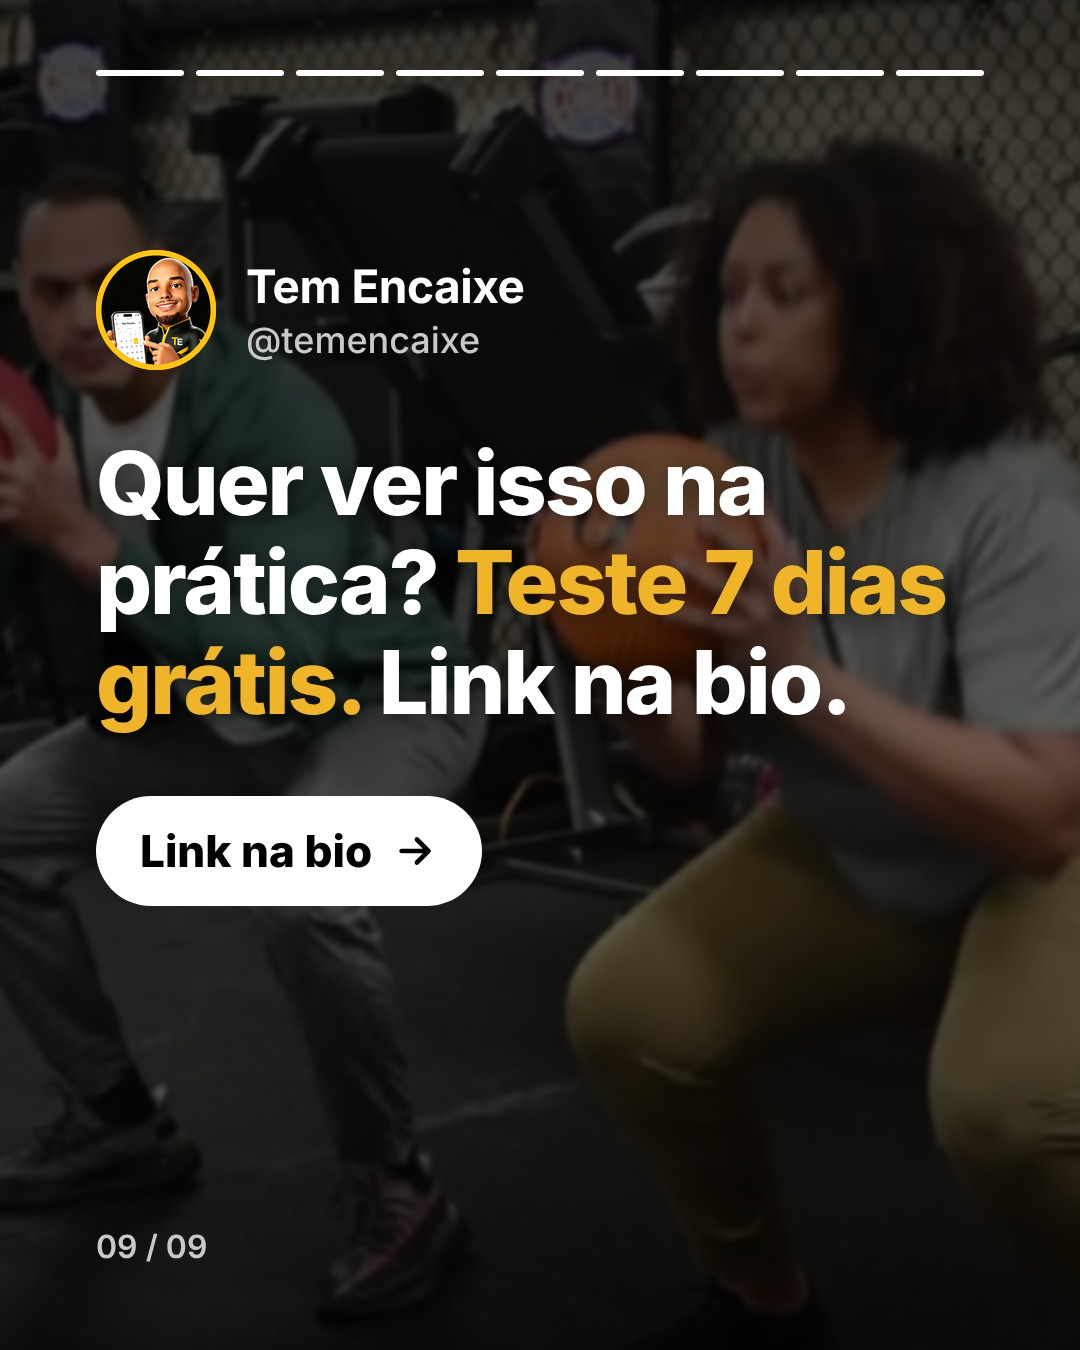 Tem Encaixe
@temencaixe
TE
Quer ver isso na
prática? Teste 7 dias
grátis. Link na bio.
Link na bio →
09 / 09